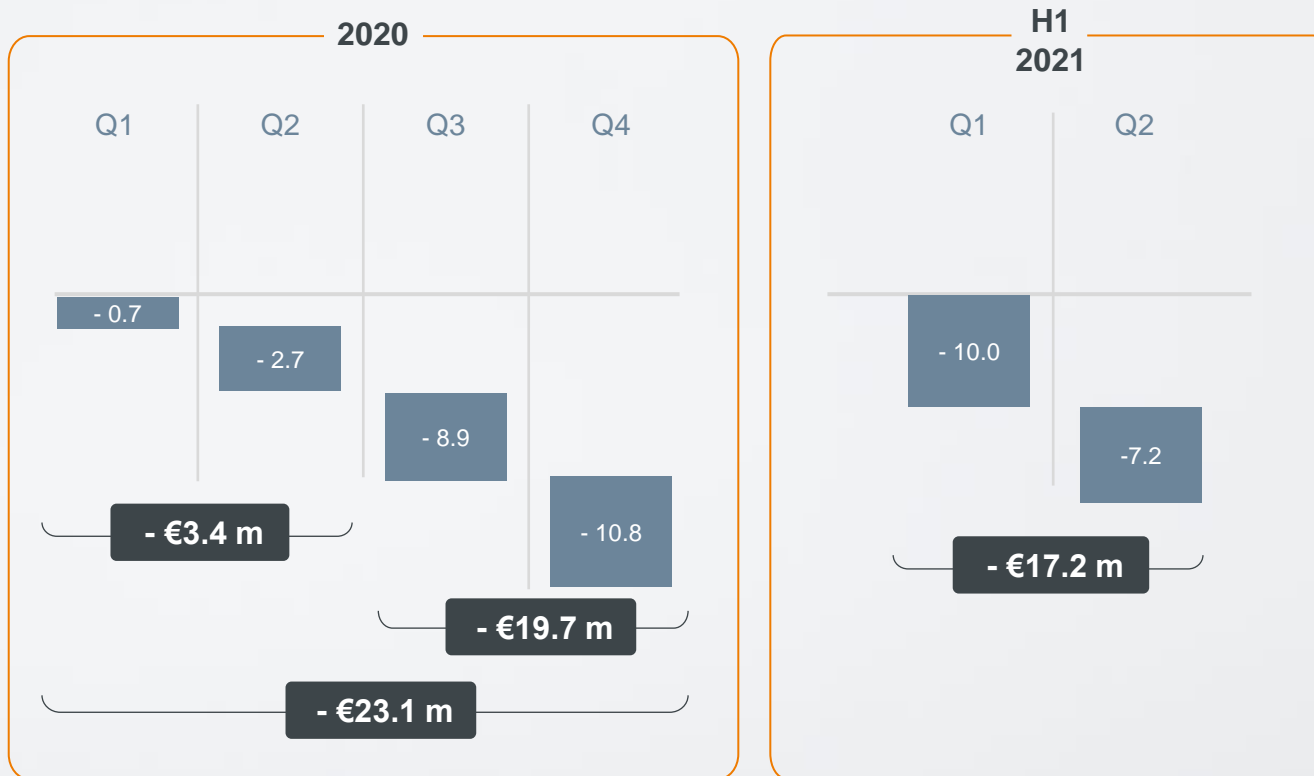 2020
Q1
Q2
Q3
Q4
- 0.7
- 2.7
- 8.9
- 10.8
- €3.4 m
- €19.7 m
- €23.1 m
H1
2021
Q1
Q2
- 10.0
-7.2
- €17.2 m